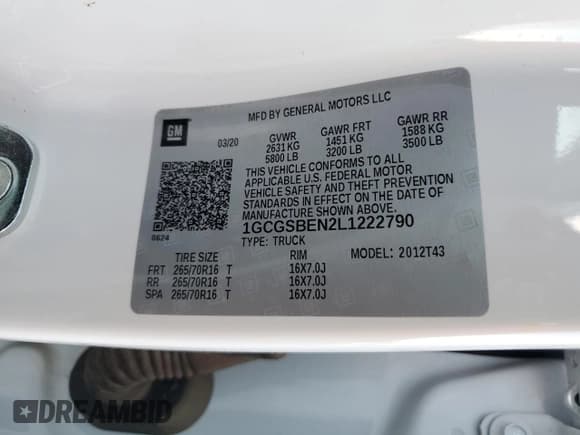 MFD BY GENERAL MOTORS LLC
GM
03/20 GVWR GAWR FRT GAWR RR
2631 KG 1451 KG 1588 KG
5800 LB 3200 LB 3500 LB
THIS VEHICLE CONFORMS TO ALL
APPLICABLE U.S. FEDERAL MOTOR
VEHICLE SAFETY AND THEFT PREVENTION
STANDARDS IN EFFECT ON THE DATE OF
MANUFACTURE SHOWN ABOVE.
1GCGSBEN2L1222790
0624
TYPE: TRUCK MODEL: 2012T43
TIRE SIZE RIM
FRT 265/70R16 T 16X7.0J
RR 265/70R16 T 16X7.0J
SPA 265/70R16 T 16X7.0J
DREAMBID